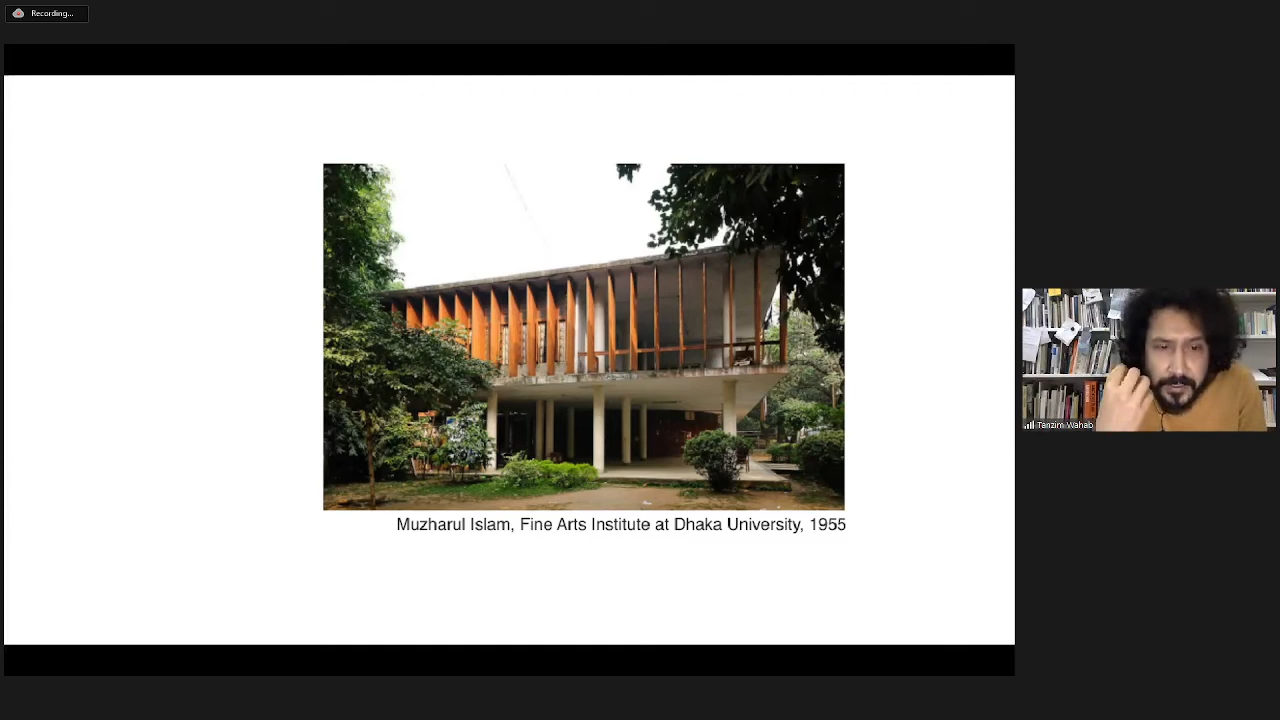 Recording...
Muzharul Islam, Fine Arts Institute at Dhaka University, 1955
Tanzim Wahab